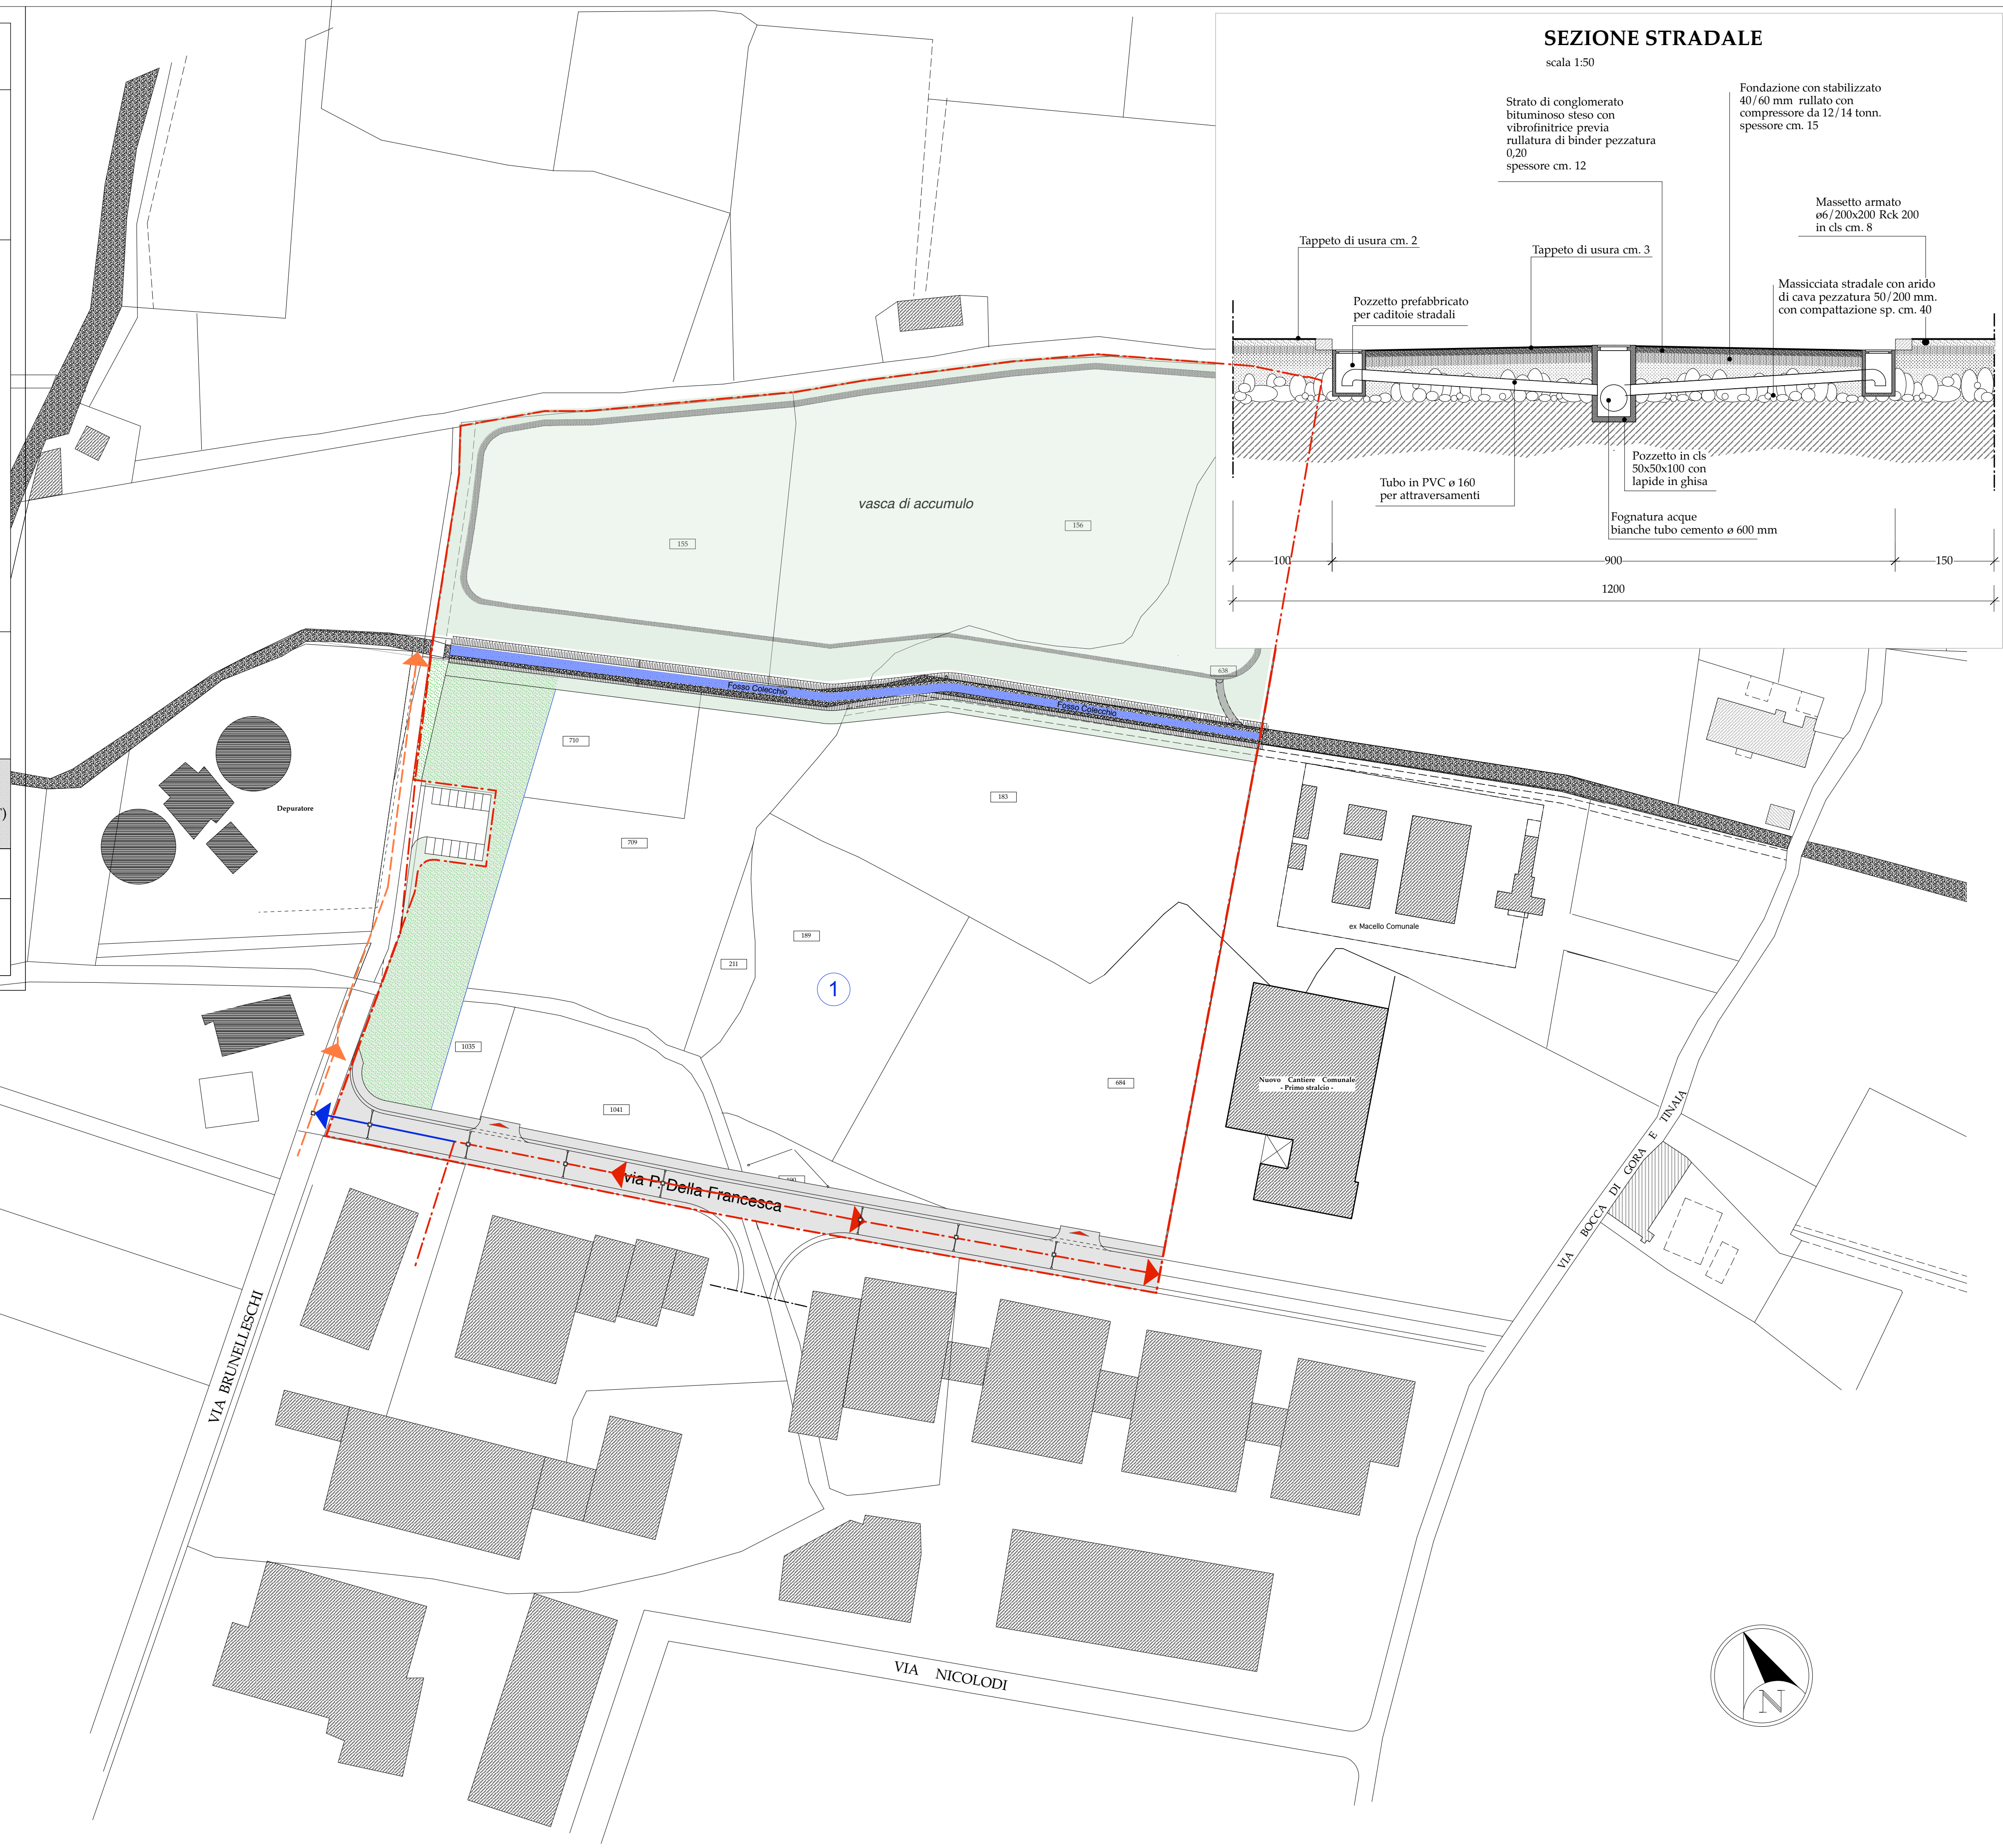 SEZIONE STRADALE
scala 1:50
Strato di conglomerato
bituminoso steso con
vibrofinitrice previa
rullatura di binder pezzatura
0,20
spessore cm. 12
Fondazione con stabilizzato
40/60 mm rullato con
compressore da 12/14 tonn.
spessore cm. 15
Massetto armato
ø6/200x200 Rck 200
in cls cm. 8
Tappeto di usura cm. 2
Tappeto di usura cm. 3
Massicciata stradale con arido
di cava pezzatura 50/200 mm.
con compattazione sp. cm. 40
Pozzetto prefabbricato
per caditoie stradali
Pozzetto in cls
50x50x100 con
lapide in ghisa
Tubo in PVC ø 160
per attraversamenti
Fognatura acque
bianche tubo cemento ø 600 mm
100
900
150
1200
vasca di accumulo
155
156
638
Fosso Colecchio
Fosso Colecchio
710
709
183
Depuratore
ex Macello Comunale
189
211
1
1035
1041
684
Nuovo Cantiere Comunale
- Primo stralcio -
via P. Della Francesca
VIA BRUNELLESCHI
VIA BOCCA DI GORA E TINAIA
VIA NICOLODI
N